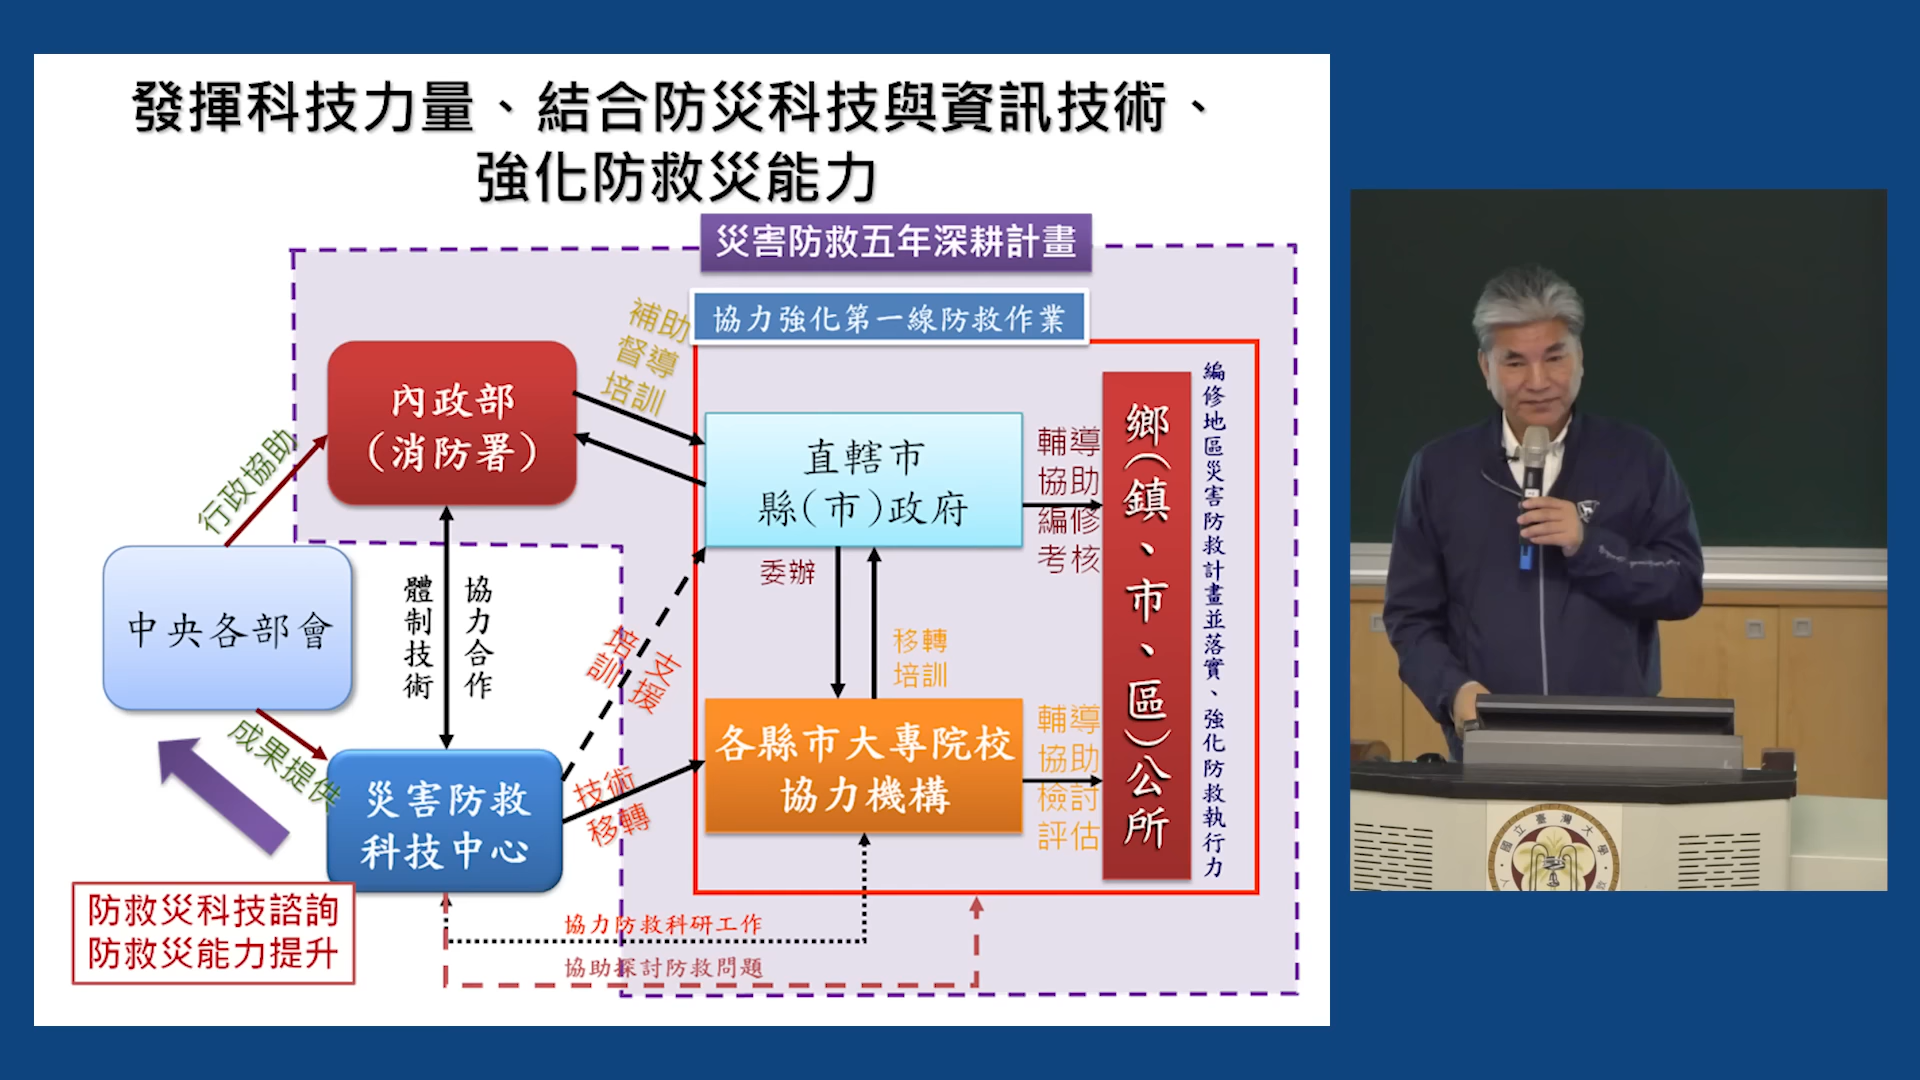 發揮科技力量、結合防災科技與資訊技術、
強化防救災能力
災害防救五年深耕計畫
協力強化第一線防救作業
補助
督導
培訓
內政部
(消防署)
行政協助
直轄市
縣(市)政府
輔導
協助
編修
考核
鄉(鎮、市、區)公所
編修地區災害防救計畫並落實、強化防救執行力
中央各部會
體制技術
協力合作
委辦
移轉
培訓
培訓
支援
成果提供
災害防救
科技中心
技術
移轉
各縣市大專院校
協力機構
輔導
協助
檢討
評估
防救災科技諮詢
防救災能力提升
協力防救科研工作
協助探討防救問題
國立臺灣大學